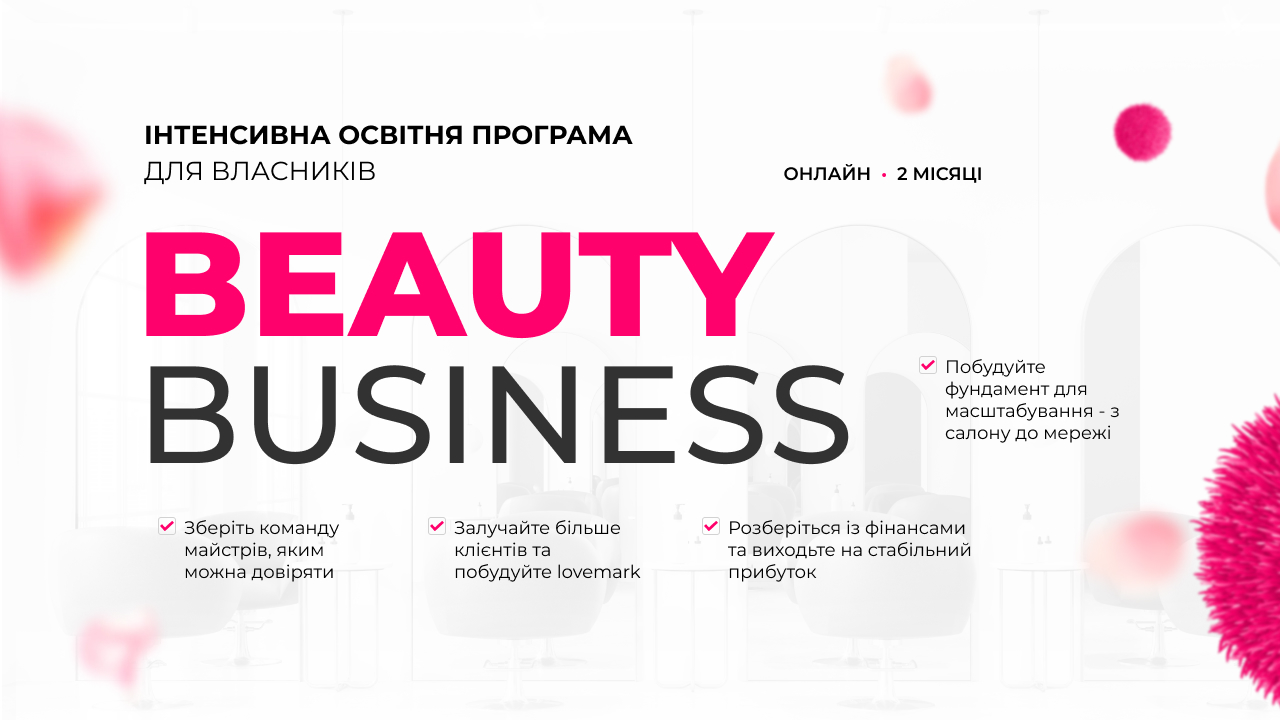 ІНТЕНСИВНА ОСВІТНЯ ПРОГРАМА
ДЛЯ ВЛАСНИКІВ
ОНЛАЙН • 2 МІСЯЦІ
BEAUTY
BUSINESS
Побудуйте
фундамент для
масштабування - з
салону до мережі
Зберіть команду
майстрів, яким
можна довіряти
Залучайте більше
клієнтів та
побудуйте lovemark
Розберіться із фінансами
та виходьте на стабільний
прибуток